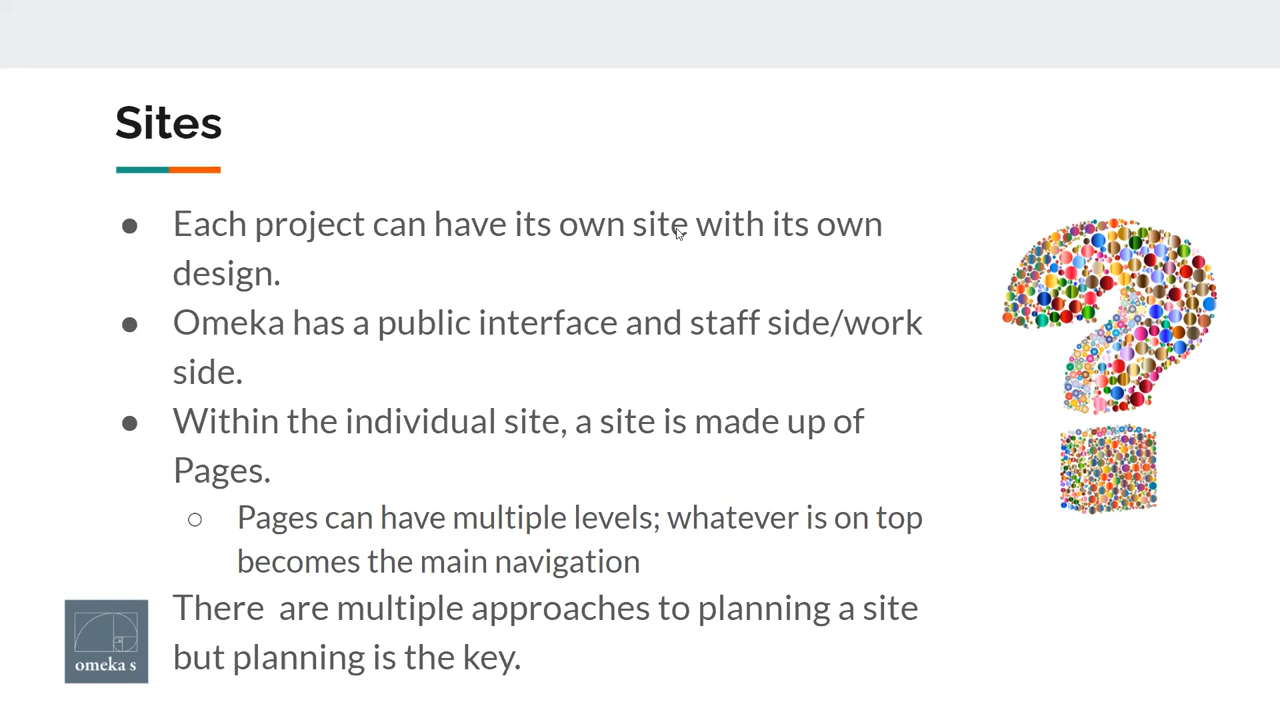 Sites
● Each project can have its own site with its own
design.
● Omeka has a public interface and staff side/work
side.
● Within the individual site, a site is made up of
Pages.
○ Pages can have multiple levels; whatever is on top
becomes the main navigation
There  are multiple approaches to planning a site
but planning is the key.
omeka s